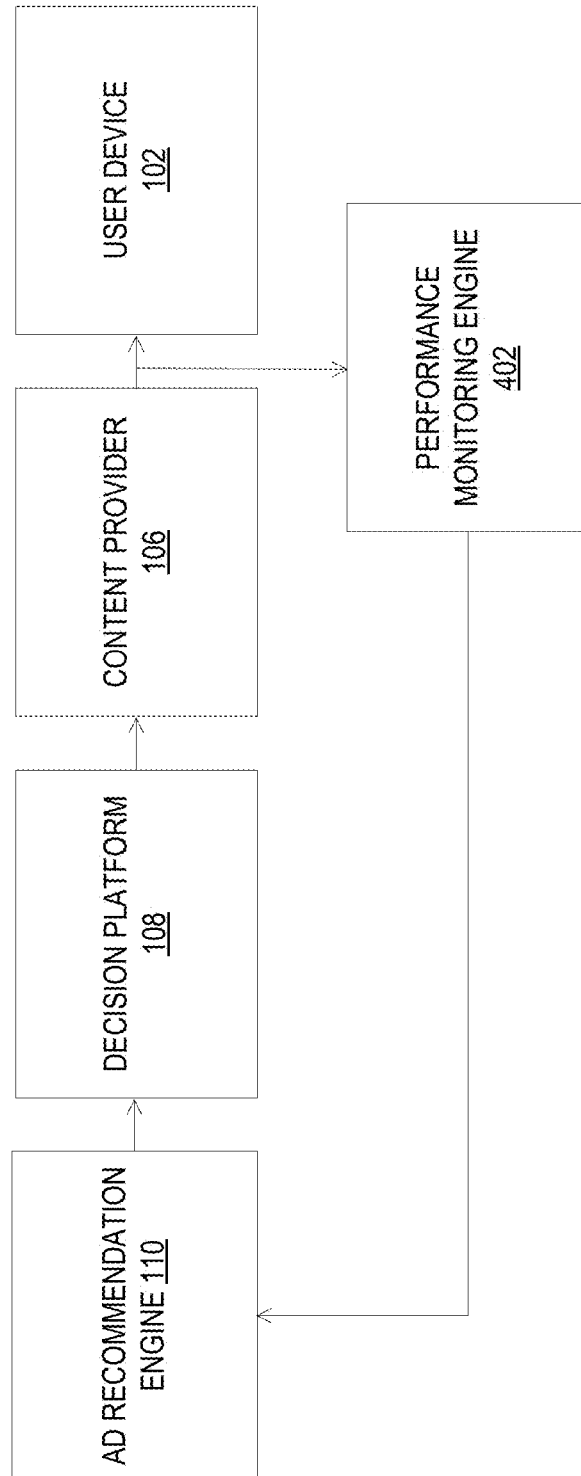 AD RECOMMENDATION
ENGINE 110
DECISION PLATFORM
108
CONTENT PROVIDER
106
USER DEVICE
102
PERFORMANCE
MONITORING ENGINE
402